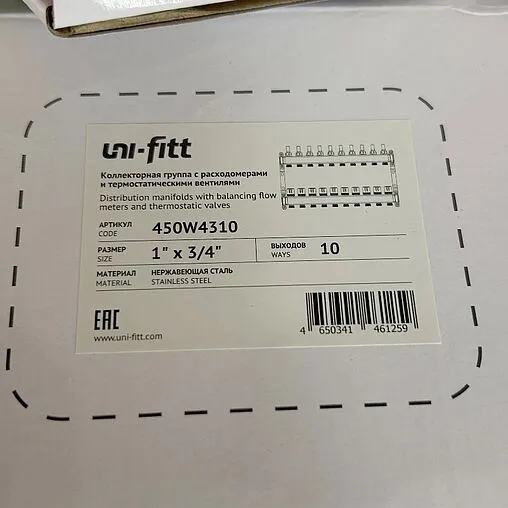 uni-fitt
Коллекторная группа с расходомерами
и термостатическими вентилями
Distribution manifolds with balancing flow
meters and thermostatic valves
АРТИКУЛ 450W4310
CODE
РАЗМЕР 1" x 3/4" ВЫХОДОВ 10
SIZE WAYS
МАТЕРИАЛ НЕРЖАВЕЮЩАЯ СТАЛЬ
MATERIAL STAINLESS STEEL
EAC
www.uni-fitt.com
4 650341 461259